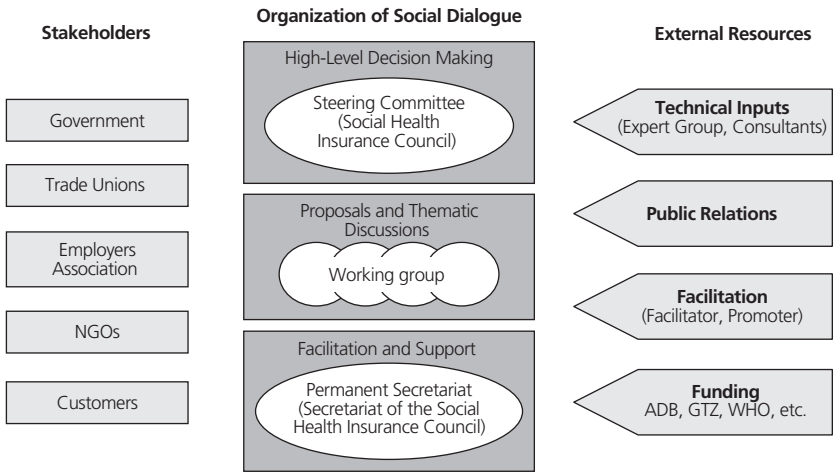 Stakeholders
Government
Trade Unions
Employers
Association
NGOs
Customers
Organization of Social Dialogue
High-Level Decision Making
Steering Committee
(Social Health
Insurance Council)
Proposals and Thematic
Discussions
Working group
Facilitation and Support
Permanent Secretariat
(Secretariat of the Social
Health Insurance Council)
External Resources
Technical Inputs
(Expert Group, Consultants)
Public Relations
Facilitation
(Facilitator, Promoter)
Funding
ADB, GTZ, WHO, etc.